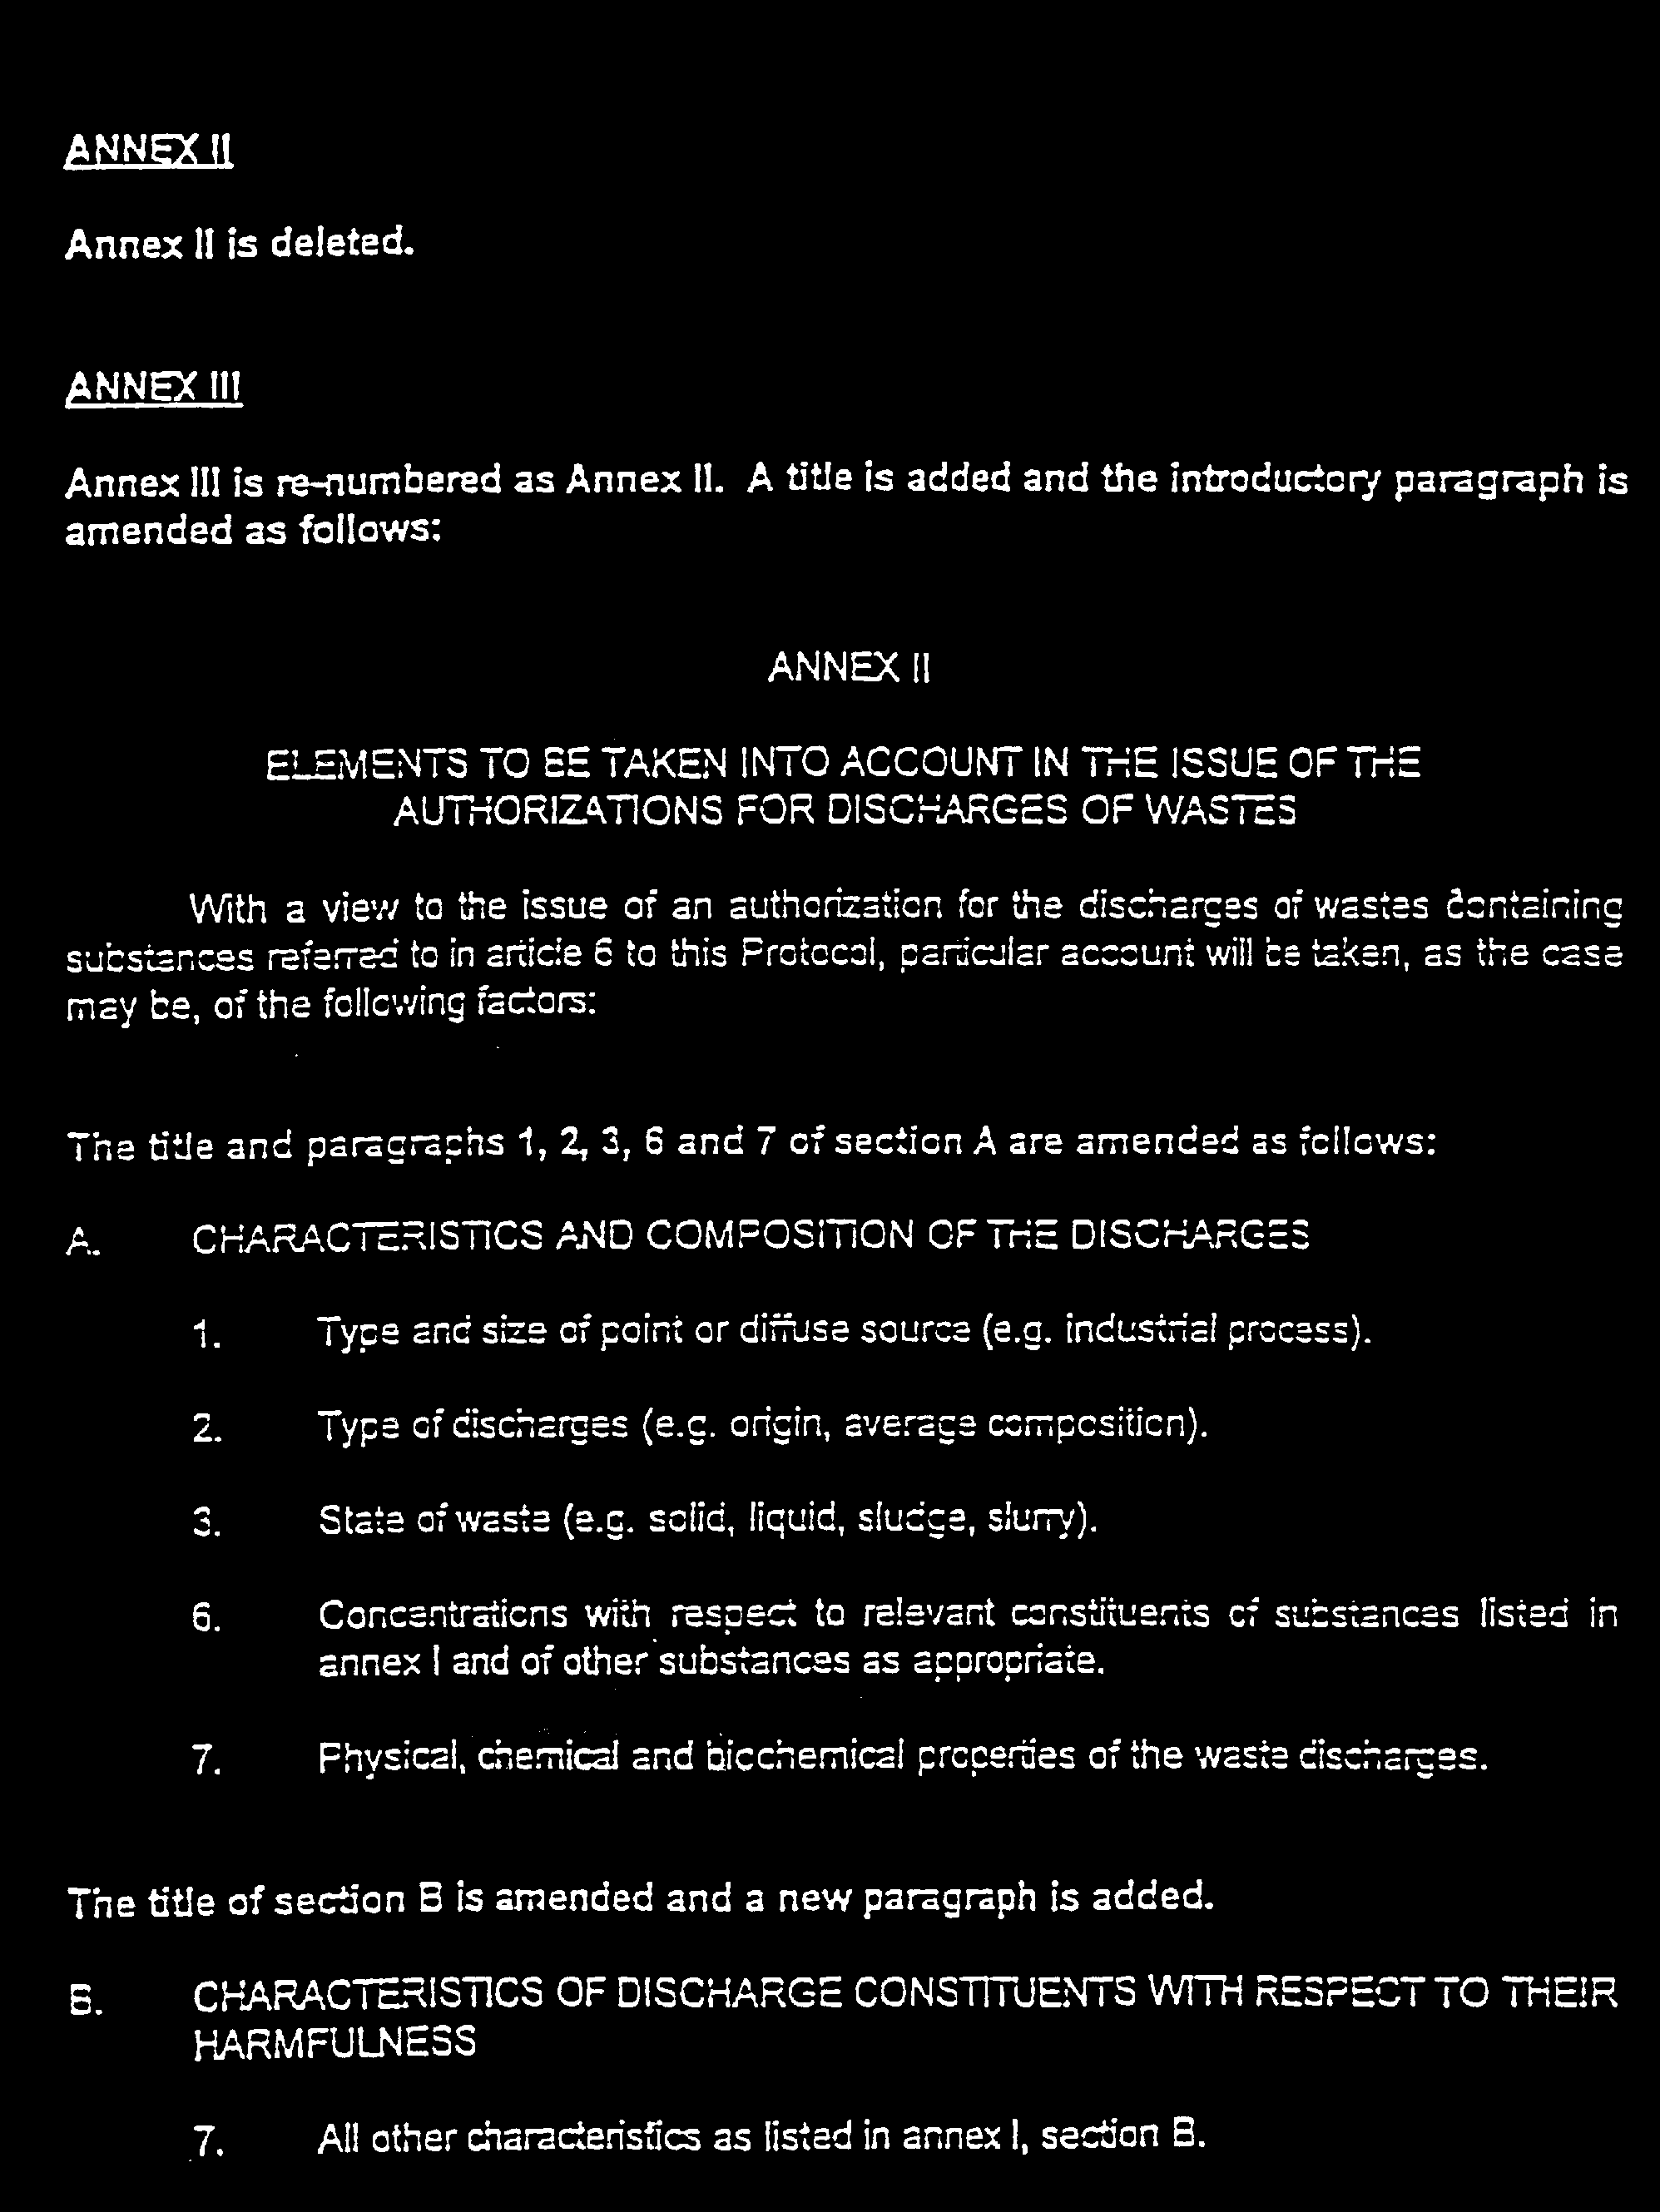 ANNEX II
Annex II is deleted.
ANNEX III
Annex III is re-numbered as Annex II. A title is added and the introductory paragraph is
amended as follows:
ANNEX II
ELEMENTS TO BE TAKEN INTO ACCOUNT IN THE ISSUE OF THE
AUTHORIZATIONS FOR DISCHARGES OF WASTES
With a view to the issue of an authorization for the discharges of wastes containing
substances referred to in article 6 to this Protocol, particular account will be taken, as the case
may be, of the following factors:
The title and paragraphs 1, 2, 3, 6 and 7 of section A are amended as follows:
A. CHARACTERISTICS AND COMPOSITION OF THE DISCHARGES
1. Type and size of point or diffuse source (e.g. industrial process).
2. Type of discharges (e.g. origin, average composition).
3. State of waste (e.g. solid, liquid, sludge, slurry).
6. Concentrations with respect to relevant constituents of substances listed in
annex I and of other substances as appropriate.
7. Physical, chemical and biochemical properties of the waste discharges.
The title of section B is amended and a new paragraph is added.
B. CHARACTERISTICS OF DISCHARGE CONSTITUENTS WITH RESPECT TO THEIR
HARMFULNESS
7. All other characteristics as listed in annex I, section B.